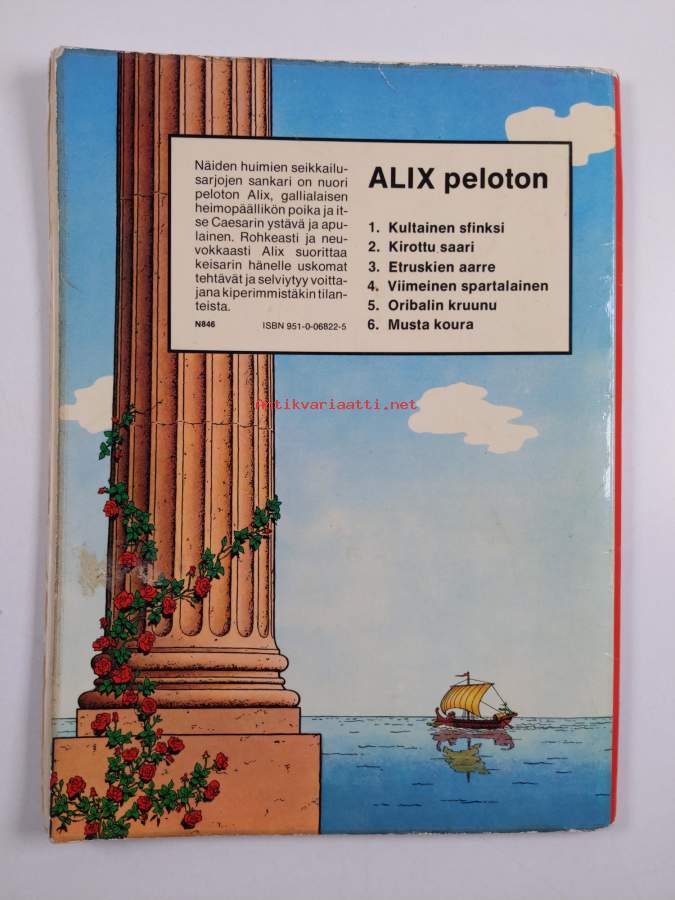 Näiden huimien seikkailu-
sarjojen sankari on nuori
peloton Alix, gallialaisen
heimopäällikön poika ja it-
se Caesarin ystävä ja apu-
lainen. Rohkeasti ja neu-
vokkaasti Alix suorittaa
keisarin hänelle uskomat
tehtävät ja selviytyy voitta-
jana kiperimmistäkin tilan-
teista.
N846 ISBN 951-0-06822-5
ALIX peloton
1. Kultainen sfinksi
2. Kirottu saari
3. Etruskien aarre
4. Viimeinen spartalainen
5. Oribalin kruunu
6. Musta koura
Antikvariaatti.net